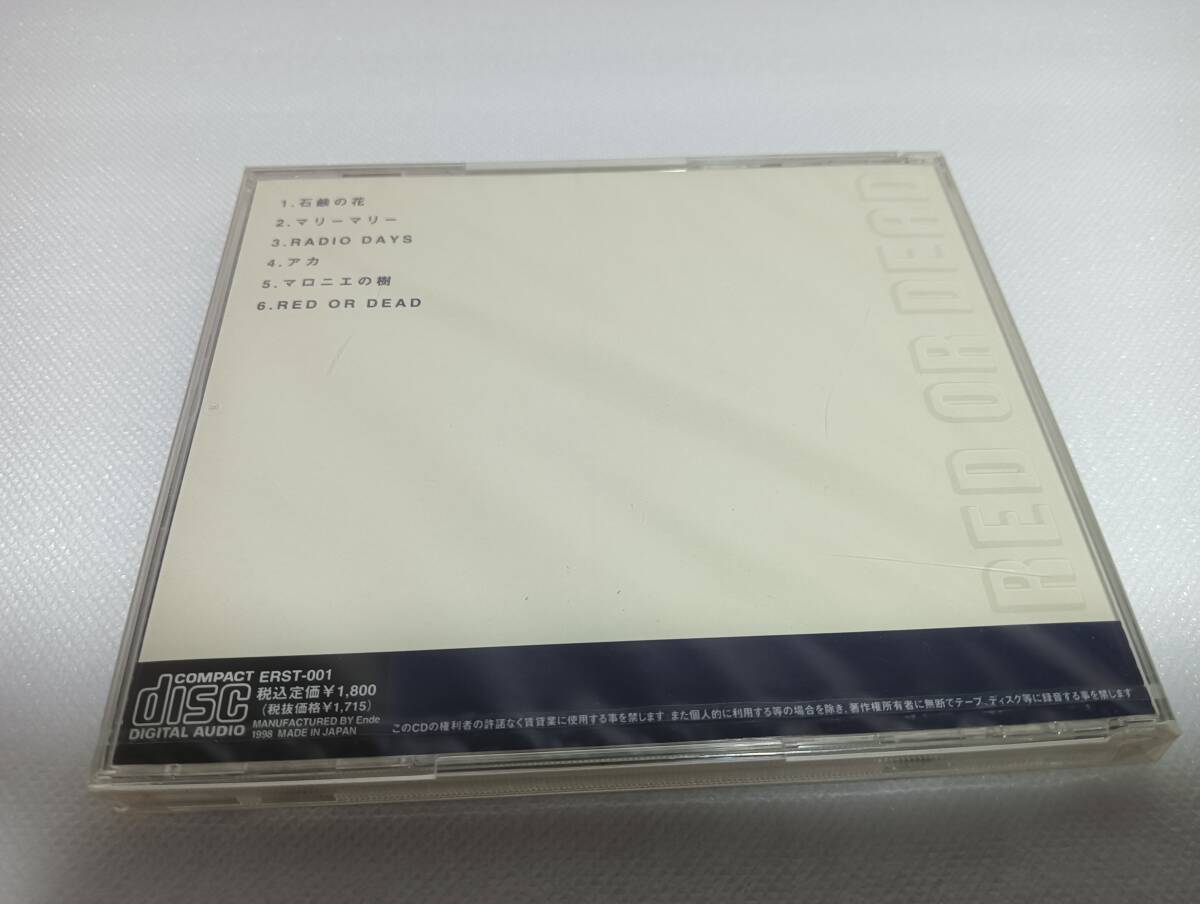 1.石鹸の花
2.マリーマリー
3.RADIO DAYS
4.アカ
5.マロニエの樹
6.RED OR DEAD
RED OR DEAD
COMPACT
disc
DIGITAL AUDIO
ERST-001
税込定価¥1,800
(税抜価格¥1,715)
MANUFACTURED BY Ende
1998 MADE IN JAPAN
このCDの権利者の許諾なく賃貸業に使用する事を禁じます また個人的に利用する等の場合を除き、著作権所有者に無断でテープ、ディスク等に録音する事を禁じます